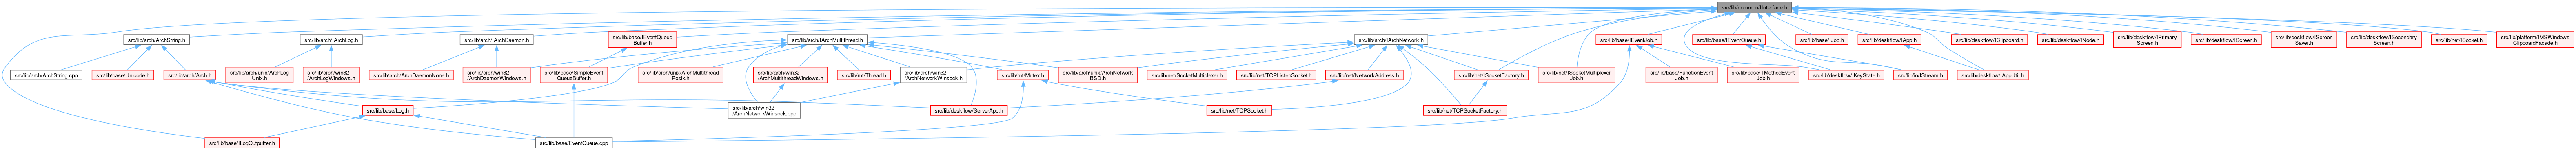 src/lib/common/IInterface.h
src/lib/arch/ArchString.h
src/lib/arch/IArchLog.h
src/lib/arch/IArchDaemon.h
src/lib/base/IEventQueue
Buffer.h
src/lib/arch/IArchMultithread.h
src/lib/arch/IArchNetwork.h
src/lib/base/IEventJob.h
src/lib/base/IEventQueue.h
src/lib/base/IJob.h
src/lib/deskflow/IApp.h
src/lib/deskflow/IClipboard.h
src/lib/deskflow/INode.h
src/lib/deskflow/IPrimary
Screen.h
src/lib/deskflow/IScreen.h
src/lib/deskflow/IScreen
Saver.h
src/lib/deskflow/ISecondary
Screen.h
src/lib/net/ISocket.h
src/lib/platform/IMSWindows
ClipboardFacade.h
src/lib/arch/ArchString.cpp
src/lib/base/Unicode.h
src/lib/arch/Arch.h
src/lib/arch/unix/ArchLog
Unix.h
src/lib/arch/win32
/ArchLogWindows.h
src/lib/arch/ArchDaemonNone.h
src/lib/arch/win32
/ArchDaemonWindows.h
src/lib/base/SimpleEvent
QueueBuffer.h
src/lib/arch/unix/ArchMultithread
Posix.h
src/lib/arch/win32
/ArchMultithreadWindows.h
src/lib/mt/Thread.h
src/lib/arch/win32
/ArchNetworkWinsock.h
src/lib/mt/Mutex.h
src/lib/arch/unix/ArchNetwork
BSD.h
src/lib/net/SocketMultiplexer.h
src/lib/net/TCPListenSocket.h
src/lib/net/NetworkAddress.h
src/lib/net/ISocketFactory.h
src/lib/net/ISocketMultiplexer
Job.h
src/lib/base/FunctionEvent
Job.h
src/lib/base/TMethodEvent
Job.h
src/lib/deskflow/IKeyState.h
src/lib/io/IStream.h
src/lib/deskflow/IAppUtil.h
src/lib/base/Log.h
src/lib/arch/win32
/ArchNetworkWinsock.cpp
src/lib/deskflow/ServerApp.h
src/lib/net/TCPSocket.h
src/lib/net/TCPSocketFactory.h
src/lib/base/ILogOutputter.h
src/lib/base/EventQueue.cpp